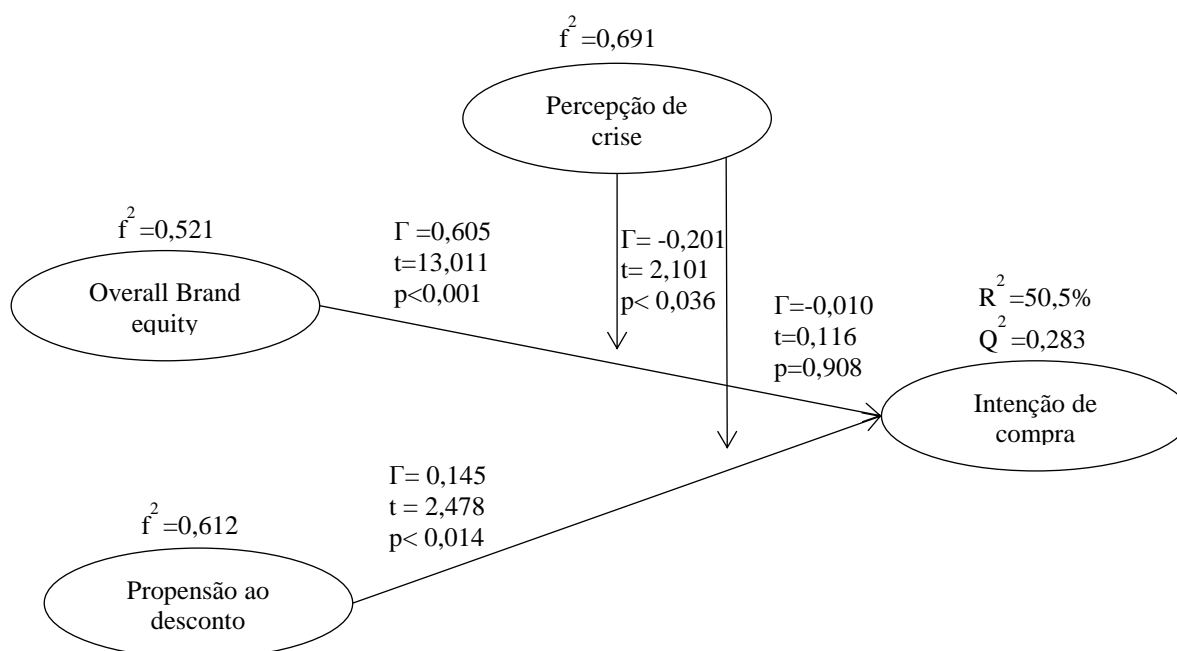 f² =0,691
Percepção de
crise
f² =0,521
Overall Brand
equity
Γ =0,605
t=13,011
p<0,001
Γ= -0,201
t= 2,101
p< 0,036
Γ=-0,010
t=0,116
p=0,908
R² =50,5%
Q² =0,283
Intenção de
compra
Γ= 0,145
t = 2,478
p< 0,014
f² =0,612
Propensão ao
desconto